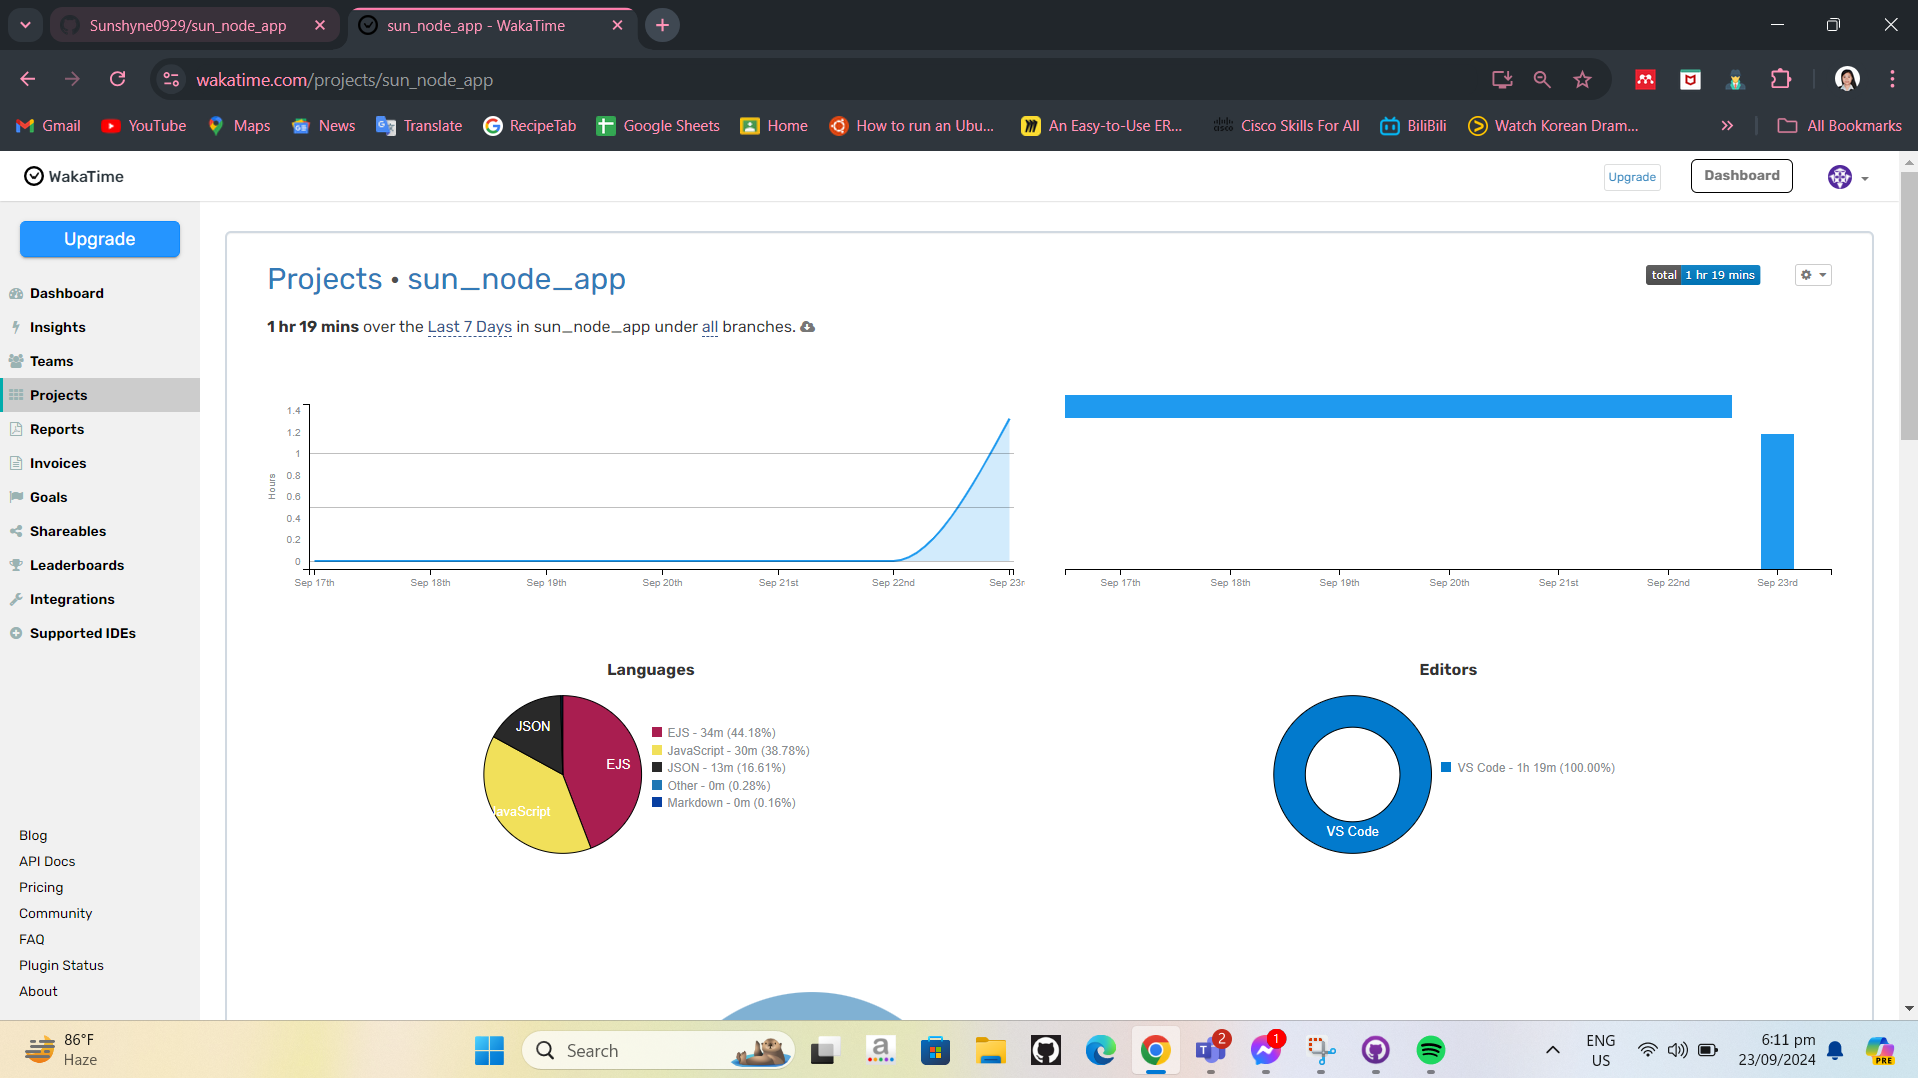 Sunshyne0929/sun_node_app
sun_node_app - WakaTime
wakatime.com/projects/sun_node_app
Gmail
YouTube
Maps
News
Translate
RecipeTab
Google Sheets
Home
How to run an Ubu...
An Easy-to-Use ER...
Cisco Skills For All
BiliBili
Watch Korean Dram...
All Bookmarks
WakaTime
Upgrade
Dashboard
Upgrade
Dashboard
Insights
Teams
Projects
Reports
Invoices
Goals
Shareables
Leaderboards
Integrations
Supported IDEs
Blog
API Docs
Pricing
Community
FAQ
Plugin Status
About
Projects • sun_node_app
total 1 hr 19 mins
1 hr 19 mins over the Last 7 Days in sun_node_app under all branches.
Hours
1.4
1.2
1
0.8
0.6
0.4
0.2
0
Sep 17th Sep 18th Sep 19th Sep 20th Sep 21st Sep 22nd Sep 23r
Sep 17th Sep 18th Sep 19th Sep 20th Sep 21st Sep 22nd Sep 23rd
Languages
JSON
EJS
JavaScript
EJS - 34m (44.18%)
JavaScript - 30m (38.78%)
JSON - 13m (16.61%)
Other - 0m (0.28%)
Markdown - 0m (0.16%)
Editors
VS Code
VS Code - 1h 19m (100.00%)
86°F
Haze
Search
2
1
ENG
US
6:11 pm
23/09/2024
PRE